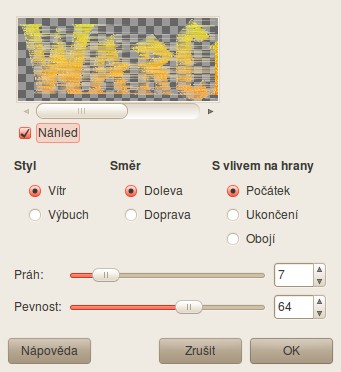 Náhled
Styl Směr S vlivem na hrany
Vítr Doleva Počátek
Výbuch Doprava Ukončení
Obojí
Práh: 7
Pevnost: 64
Nápověda Zrušit OK